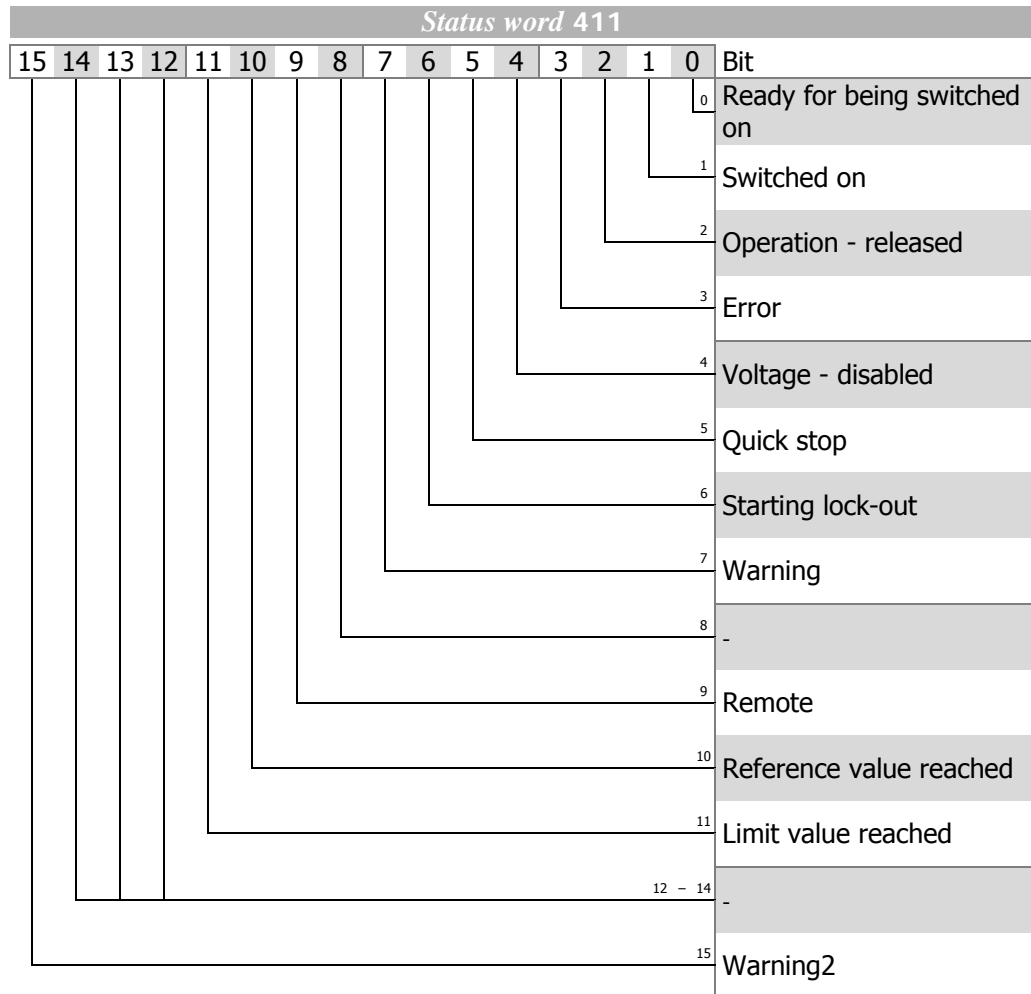 Status word 411
15 14 13 12 11 10 9 8 7 6 5 4 3 2 1 0 Bit
0 Ready for being switched
on
1 Switched on
2 Operation - released
3 Error
4 Voltage - disabled
5 Quick stop
6 Starting lock-out
7 Warning
8 -
9 Remote
10 Reference value reached
11 Limit value reached
12 – 14 -
15 Warning2